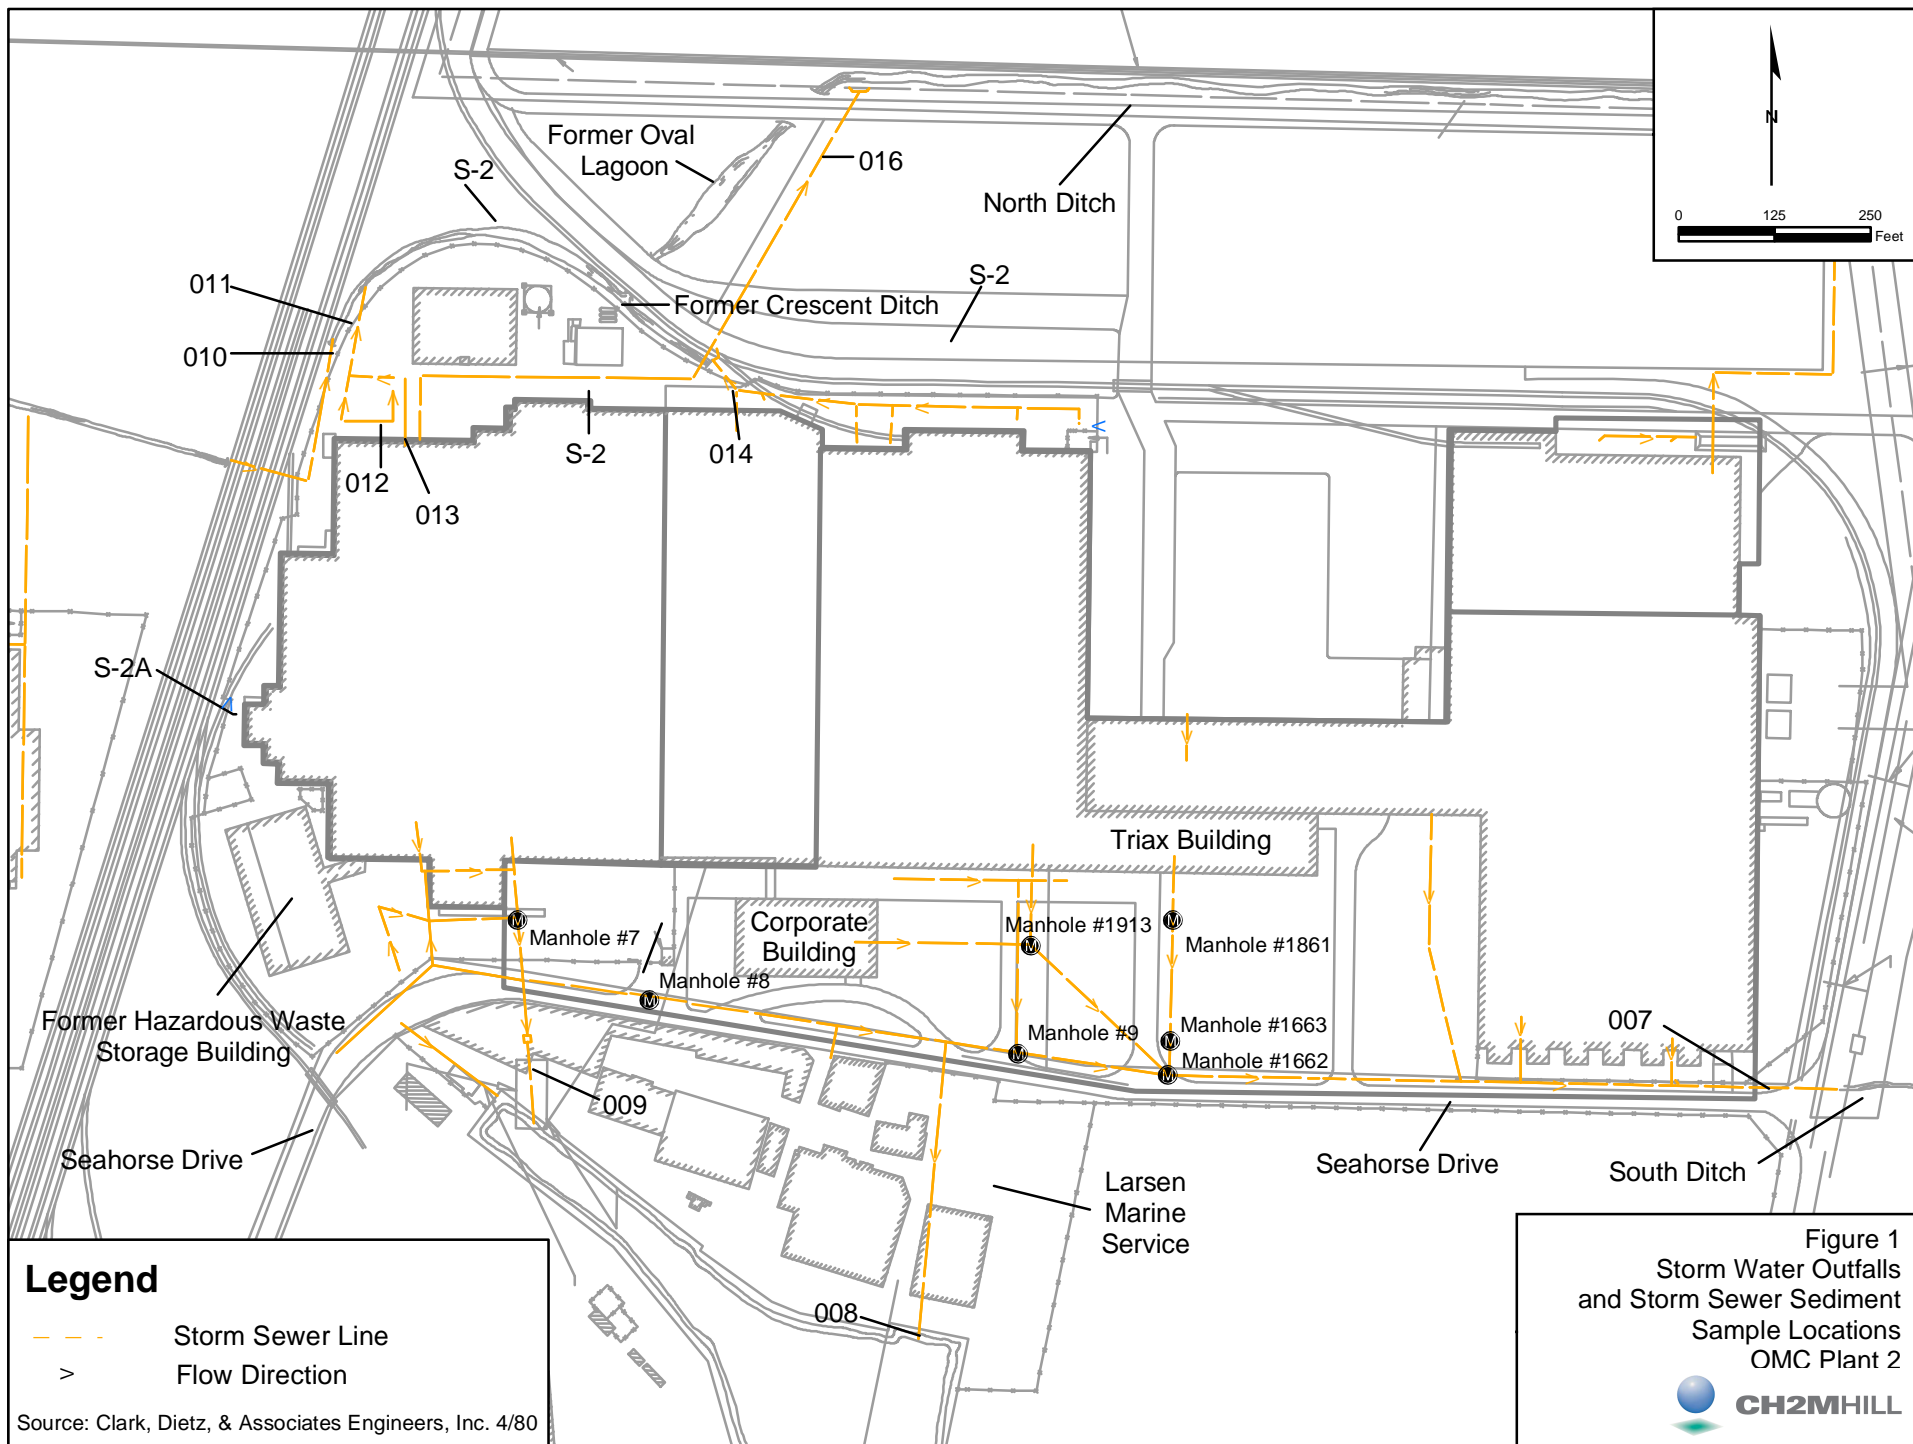 N
0 125 250
Feet
Former Oval
Lagoon
016
S-2
North Ditch
011
S-2
Former Crescent Ditch
010
012
013
S-2
014
S-2A
Triax Building
Corporate
Building
M
Manhole #7
M
Manhole #1913
M
Manhole #1861
M
Manhole #8
Former Hazardous Waste
Storage Building
M
Manhole #9
M
Manhole #1663
M
Manhole #1662
007
009
Seahorse Drive
Seahorse Drive
South Ditch
Larsen
Marine
Service
008
Legend
Storm Sewer Line
> Flow Direction
Source: Clark, Dietz, & Associates Engineers, Inc. 4/80
Figure 1
Storm Water Outfalls
and Storm Sewer Sediment
Sample Locations
OMC Plant 2
CH2MHILL